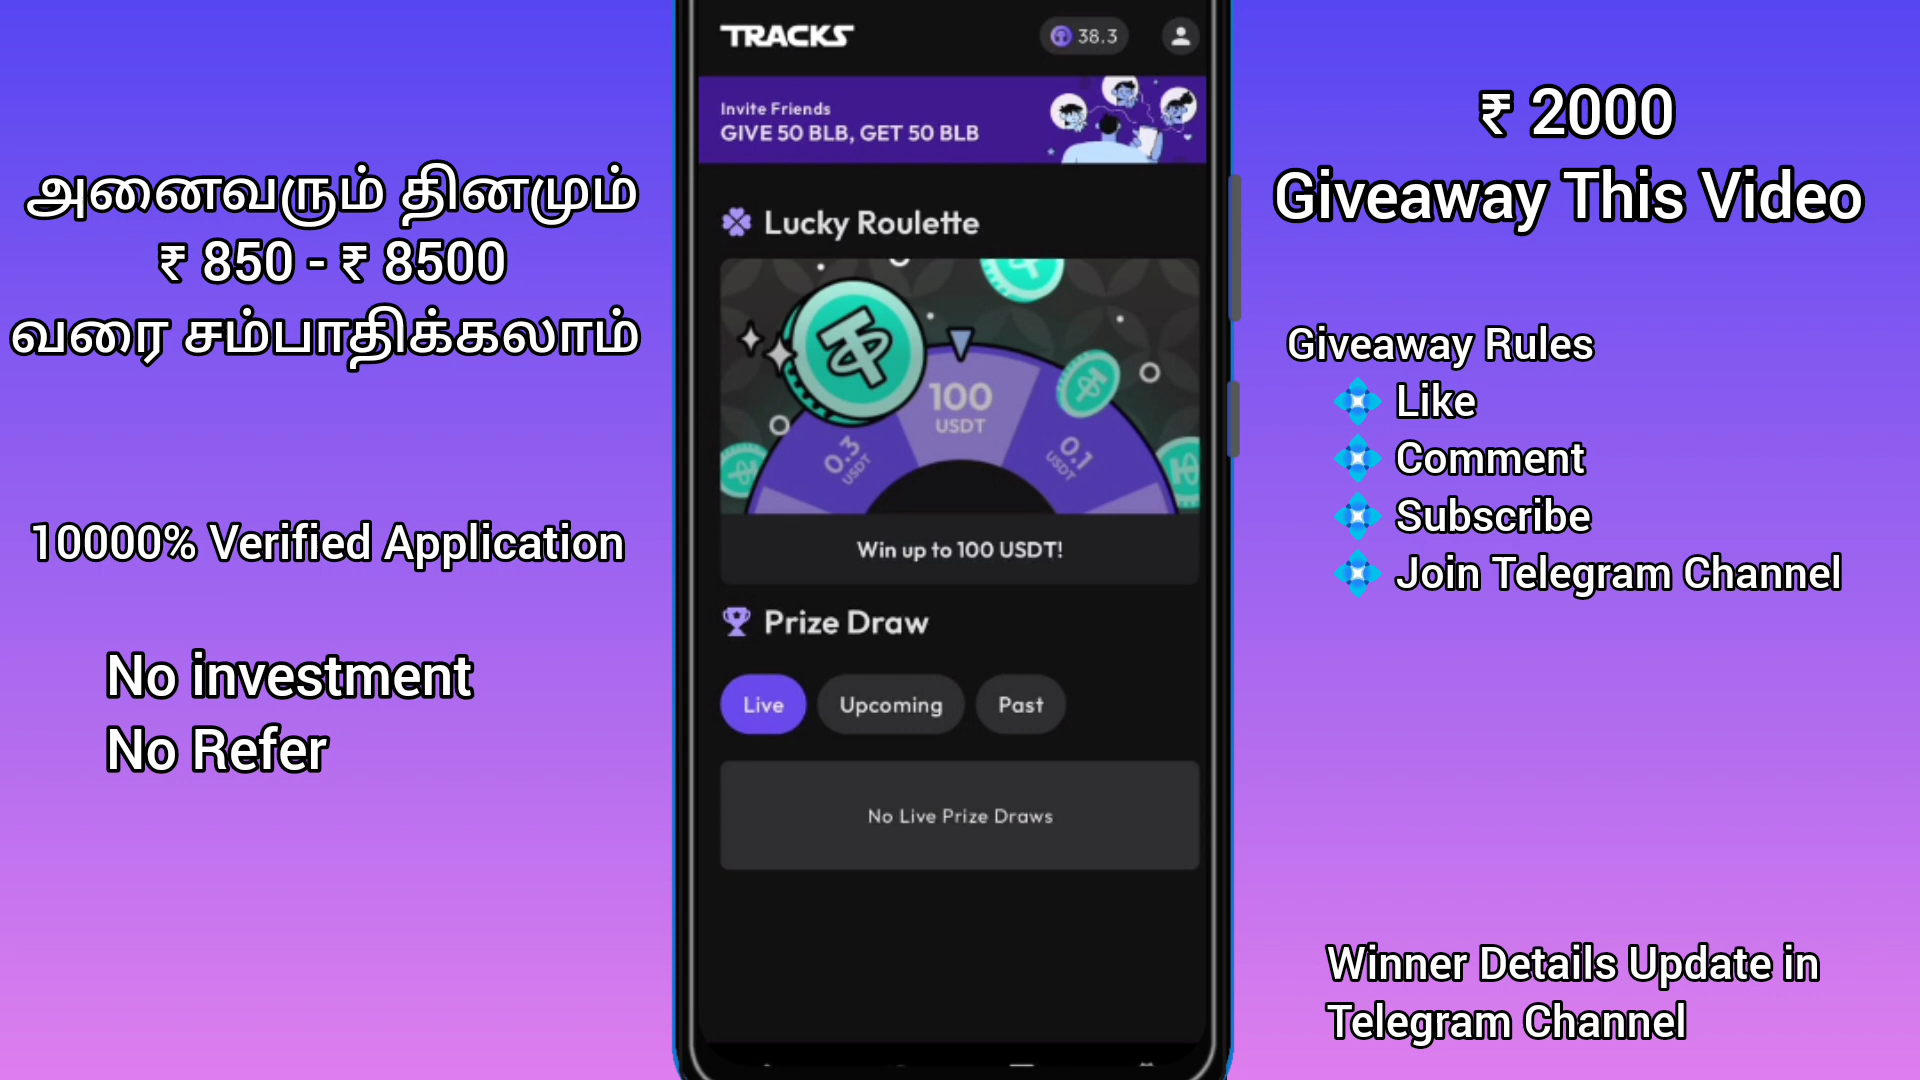 அனைவரும் தினமும்
₹ 850 - ₹ 8500
வரை சம்பாதிக்கலாம்
10000% Verified Application
No investment
No Refer
TRACKS
38.3
Invite Friends
GIVE 50 BLB, GET 50 BLB
Lucky Roulette
100
USDT
0.3
USDT
0.1
USDT
Win up to 100 USDT!
Prize Draw
Live Upcoming Past
No Live Prize Draws
₹ 2000
Giveaway This Video
Giveaway Rules
Like
Comment
Subscribe
Join Telegram Channel
Winner Details Update in
Telegram Channel